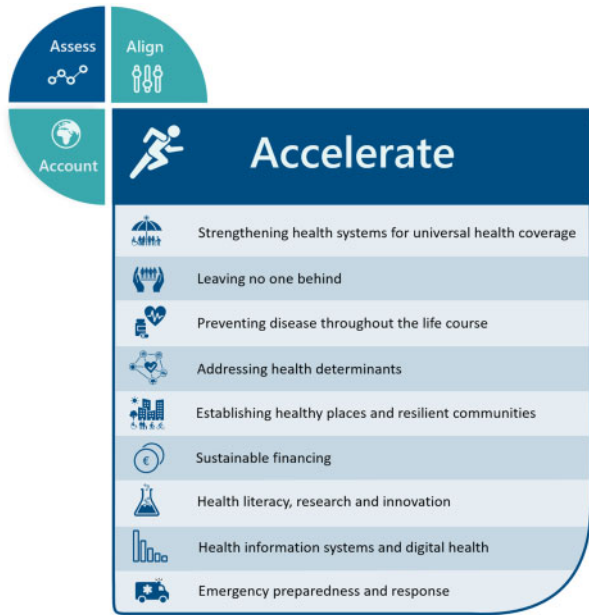 Assess
Align
Account
Accelerate
Strengthening health systems for universal health coverage
Leaving no one behind
Preventing disease throughout the life course
Addressing health determinants
Establishing healthy places and resilient communities
€
Sustainable financing
Health literacy, research and innovation
Health information systems and digital health
Emergency preparedness and response